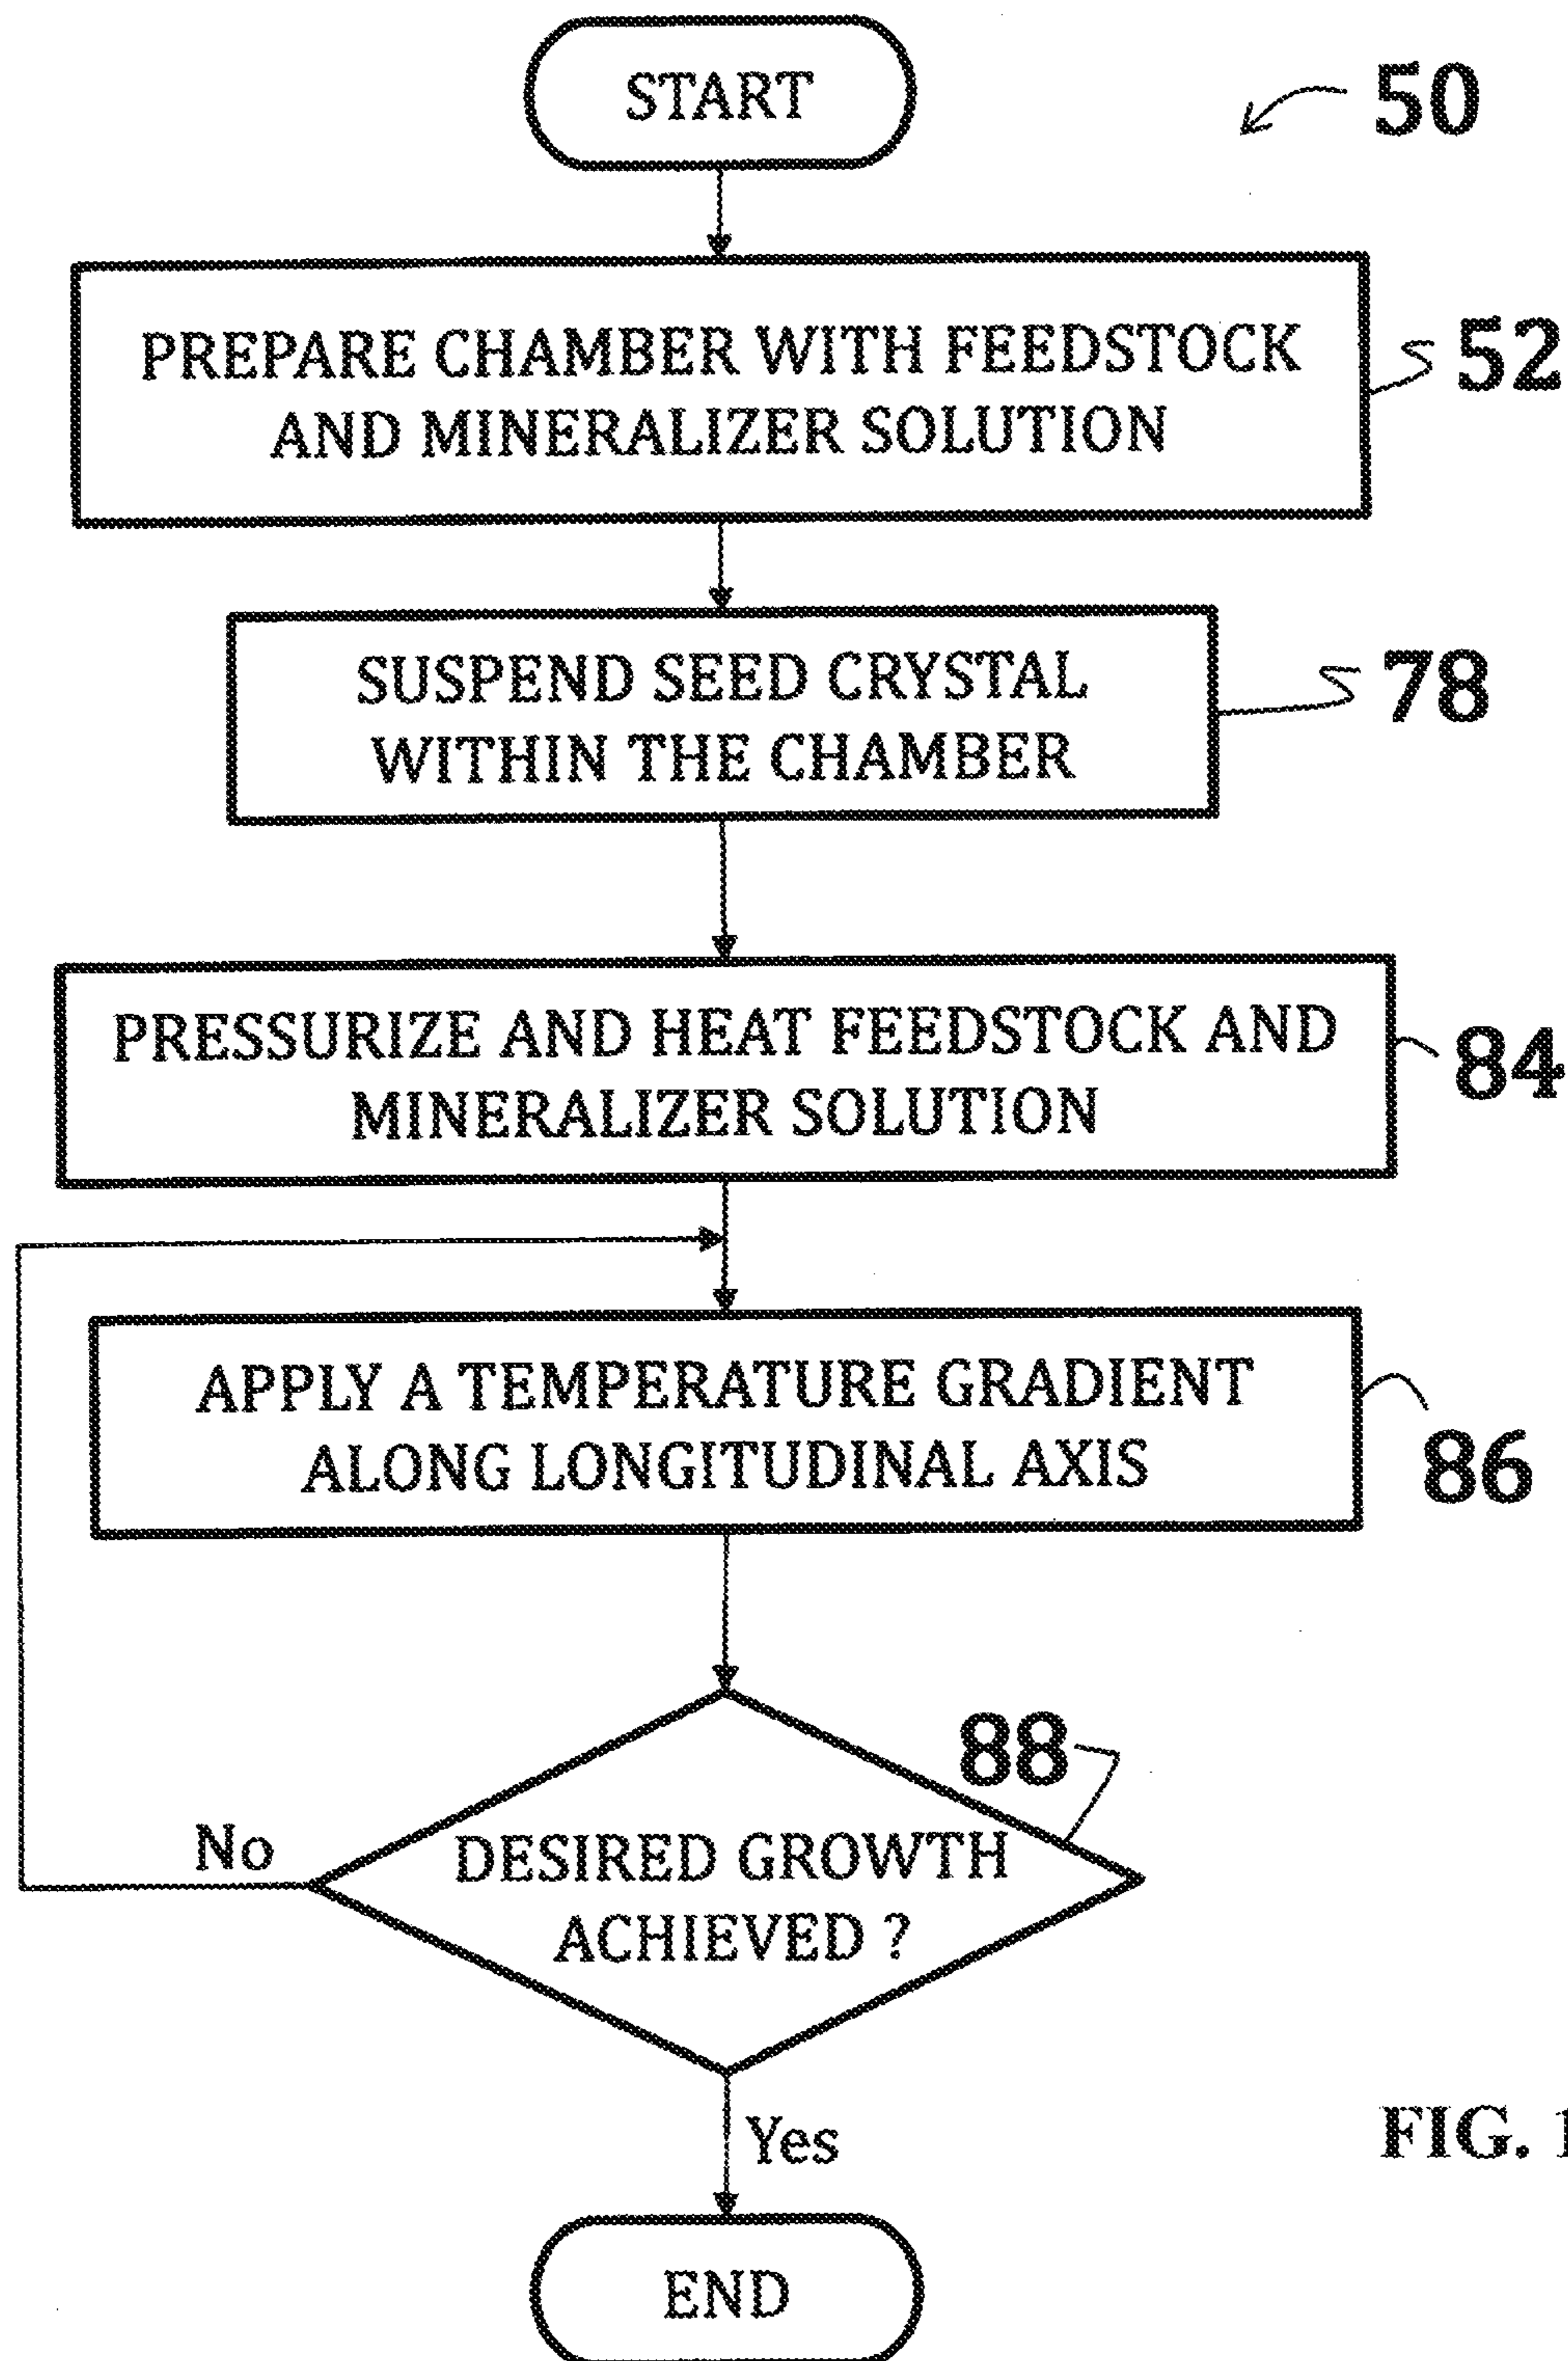 START
50
PREPARE CHAMBER WITH FEEDSTOCK
AND MINERALIZER SOLUTION
52
SUSPEND SEED CRYSTAL
WITHIN THE CHAMBER
78
PRESSURIZE AND HEAT FEEDSTOCK AND
MINERALIZER SOLUTION
84
APPLY A TEMPERATURE GRADIENT
ALONG LONGITUDINAL AXIS
86
88
No
DESIRED GROWTH
ACHIEVED ?
Yes
FIG. 1
END